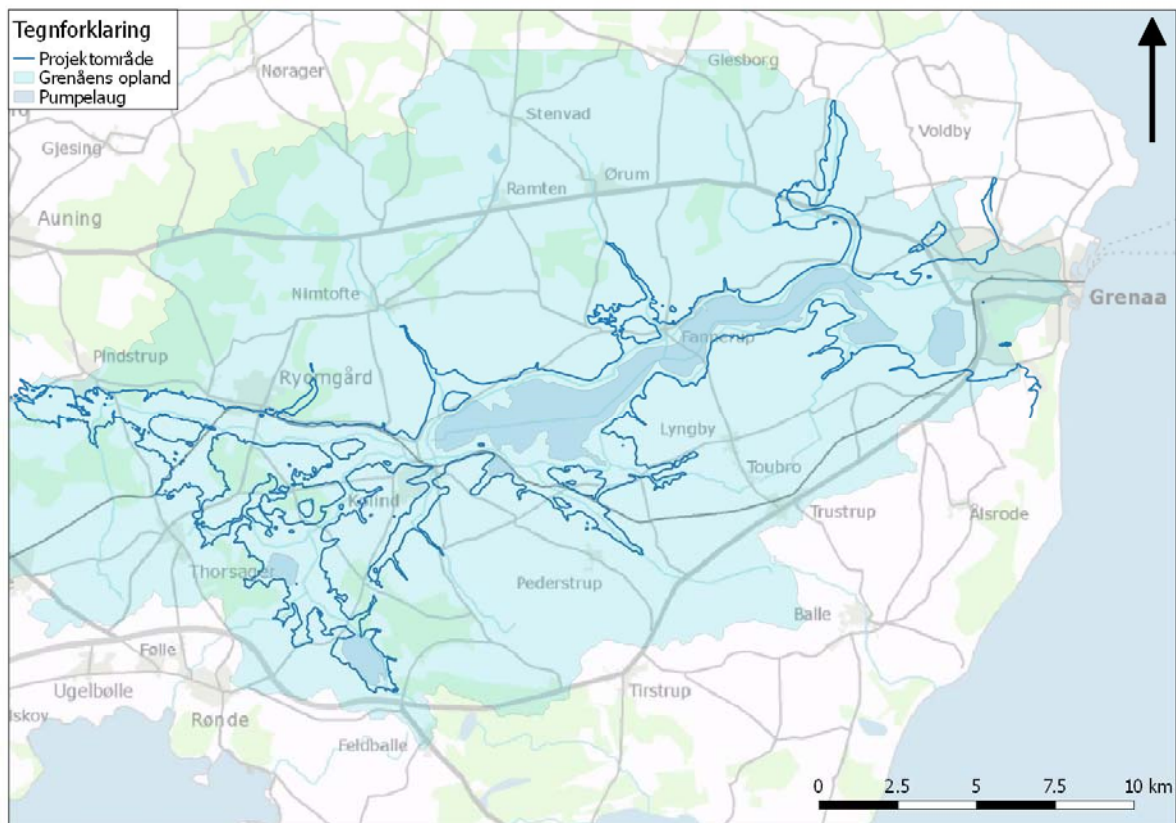 Tegnforklaring
Projektområde
Grenåens opland
Pumpelaug
Nørager
Glesborg
Stenvad
Voldby
Gjesing
Ramten
Ørum
Auning
Nimtofte
Grenaa
Fannerup
Pindstrup
Ryomgård
Lyngby
Toubro
Kolind
Trustrup
Ålsrode
Thorsager
Pederstrup
Balle
Følle
Ugelbølle
Tirstrup
Rønde
Feldballe
0 2.5 5 7.5 10 km